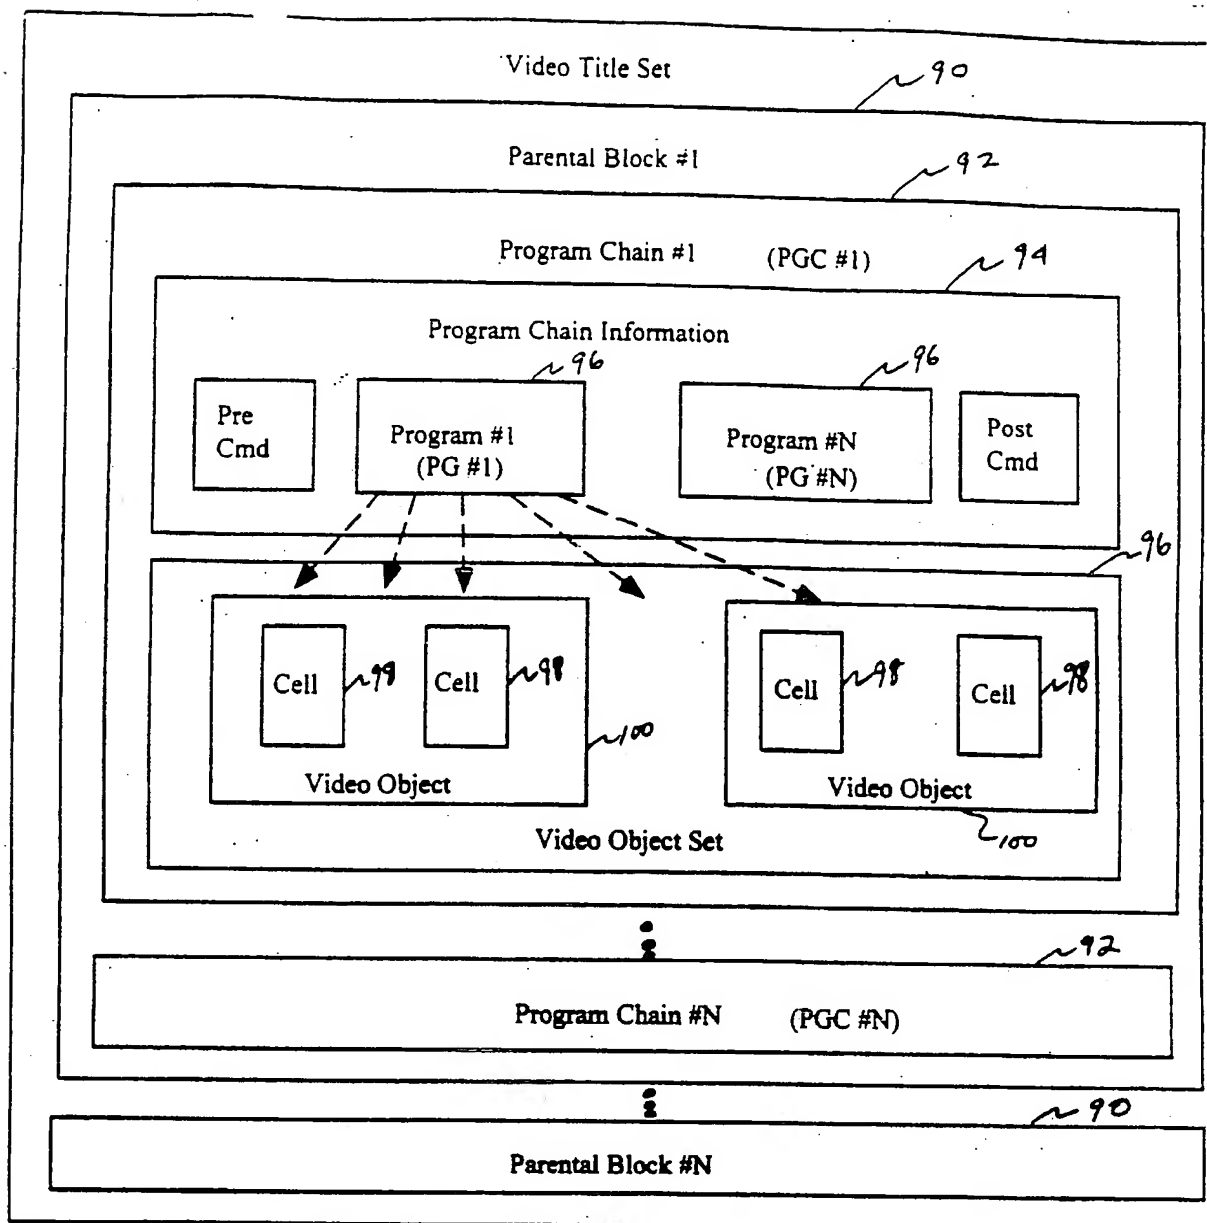 Video Title Set
90
Parental Block #1
92
Program Chain #1 (PGC #1)
94
Program Chain Information
96
96
Pre
Cmd
Program #1
(PG #1)
Program #N
(PG #N)
Post
Cmd
96
Cell
98
Cell
98
Cell
98
Cell
98
100
Video Object
Video Object
100
Video Object Set
92
Program Chain #N (PGC #N)
90
Parental Block #N